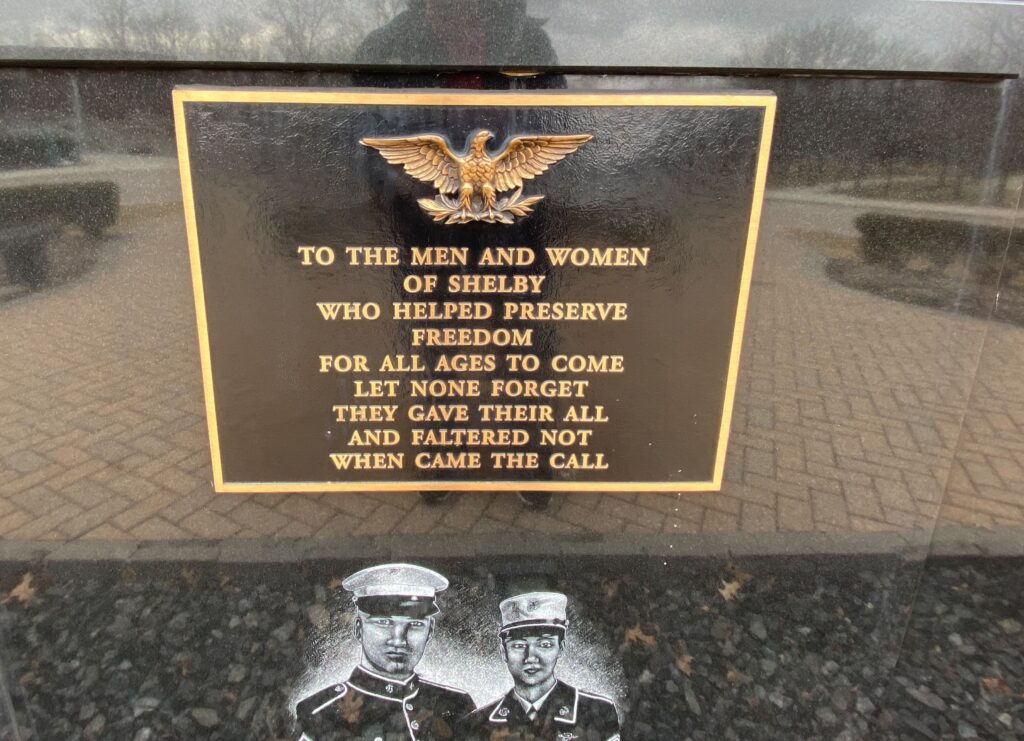 TO THE MEN AND WOMEN
OF SHELBY
WHO HELPED PRESERVE
FREEDOM
FOR ALL AGES TO COME
LET NONE FORGET
THEY GAVE THEIR ALL
AND FALTERED NOT
WHEN CAME THE CALL